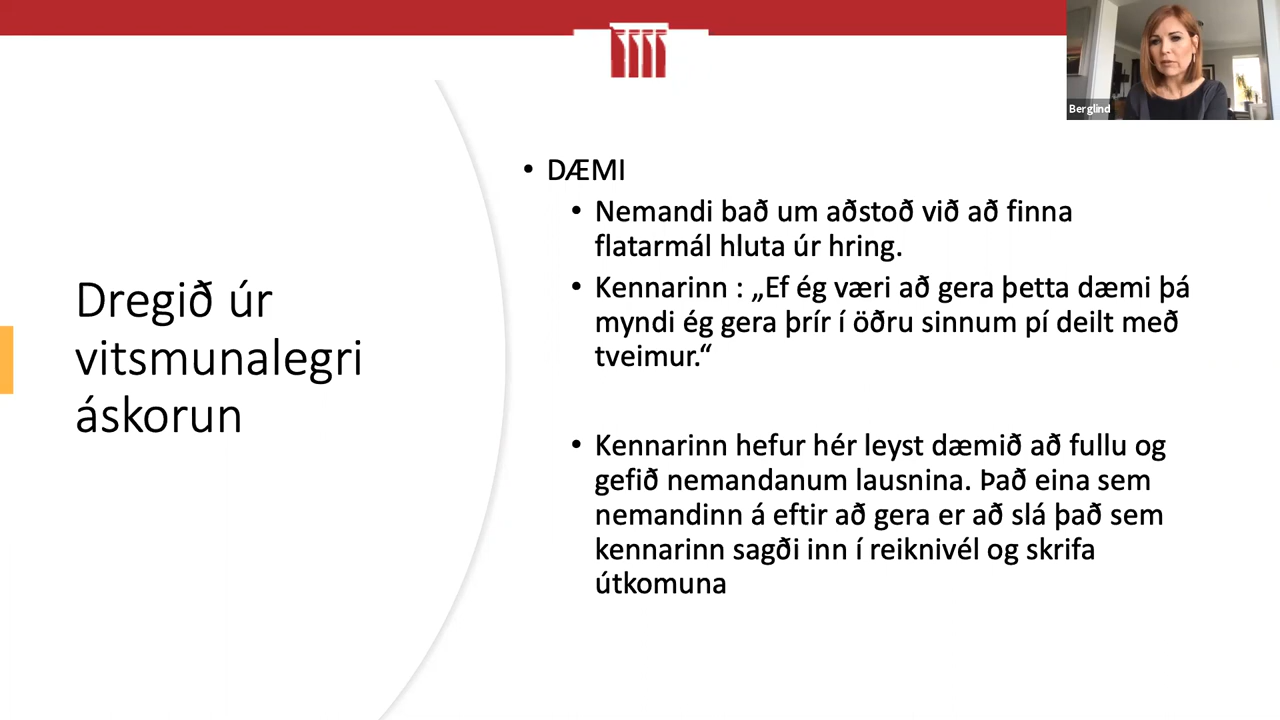 Berglind
Dregið úr
vitsmunalegri
áskorun
• DÆMI
• Nemandi bað um aðstoð við að finna
flatarmál hluta úr hring.
• Kennarinn : „Ef ég væri að gera þetta dæmi þá
myndi ég gera þrír í öðru sinnum pí deilt með
tveimur.“
• Kennarinn hefur hér leyst dæmið að fullu og
gefið nemandanum lausnina. Það eina sem
nemandinn á eftir að gera er að slá það sem
kennarinn sagði inn í reiknivél og skrifa
útkomuna